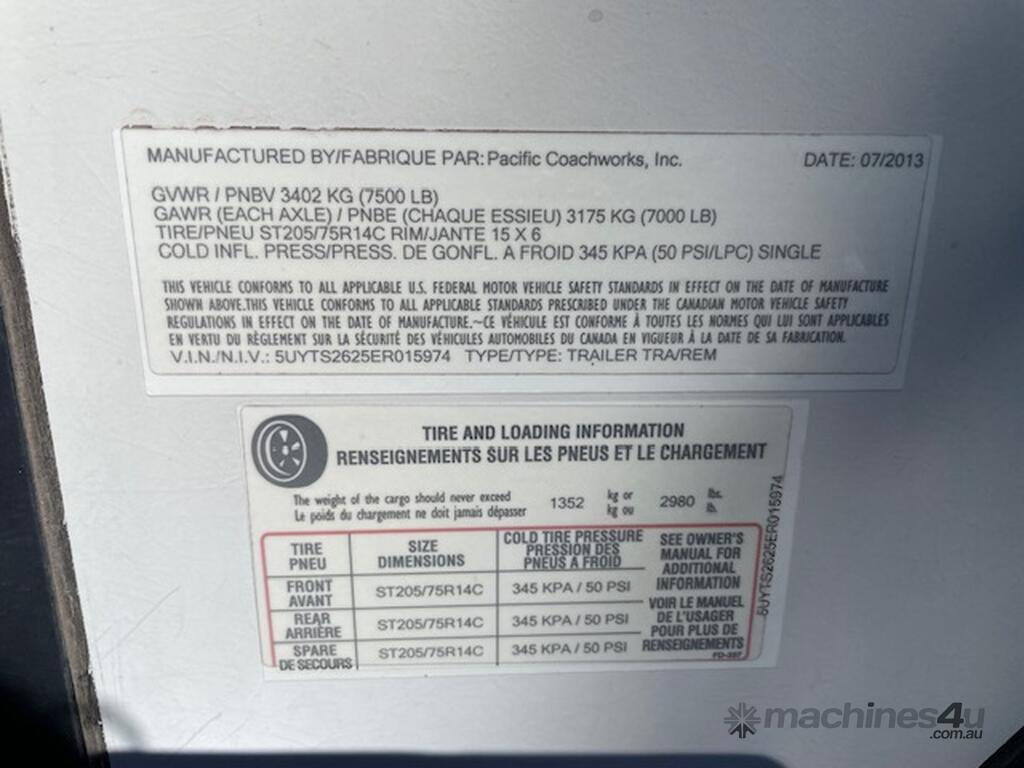 MANUFACTURED BY/FABRIQUE PAR: Pacific Coachworks, Inc. DATE: 07/2013
GVWR / PNBV 3402 KG (7500 LB)
GAWR (EACH AXLE) / PNBE (CHAQUE ESSIEU) 3175 KG (7000 LB)
TIRE/PNEU ST205/75R14C RIM/JANTE 15 X 6
COLD INFL. PRESS/PRESS. DE GONFL. A FROID 345 KPA (50 PSI/LPC) SINGLE
THIS VEHICLE CONFORMS TO ALL APPLICABLE U.S. FEDERAL MOTOR VEHICLE SAFETY STANDARDS IN EFFECT ON THE DATE OF MANUFACTURE
SHOWN ABOVE.THIS VEHICLE CONFORMS TO ALL APPLICABLE STANDARDS PRESCRIBED UNDER THE CANADIAN MOTOR VEHICLE SAFETY
REGULATIONS IN EFFECT ON THE DATE OF MANUFACTURE.~CE VÉHICULE EST CONFORME À TOUTES LES NORMES QUI LUI SONT APPLICABLES
EN VERTU DU RÈGLEMENT SUR LA SÉCURITÉ DES VÉHICULES AUTOMOBILES DU CANADA EN VIGUEUR À LA DATE DE SA FABRICATION.
V.I.N./N.I.V.: 5UYTS2625ER015974 TYPE/TYPE: TRAILER TRA/REM
TIRE AND LOADING INFORMATION
RENSEIGNEMENTS SUR LES PNEUS ET LE CHARGEMENT
The weight of the cargo should never exceed 1352 kg or 2980 lbs.
Le poids du chargement ne doit jamais dépasser kg ou lb.
TIRE SIZE COLD TIRE PRESSURE
PNEU DIMENSIONS PRESSION DES
PNEUS A FROID
FRONT ST205/75R14C 345 KPA / 50 PSI
AVANT
REAR ST205/75R14C 345 KPA / 50 PSI
ARRIÈRE
SPARE ST205/75R14C 345 KPA / 50 PSI
DE SECOURS
SEE OWNER'S
MANUAL FOR
ADDITIONAL
INFORMATION
VOIR LE MANUEL
DE L'USAGER
POUR PLUS DE
RENSEIGNEMENTS
FD-357
5UYTS2625ER015974
machines4u
.com.au